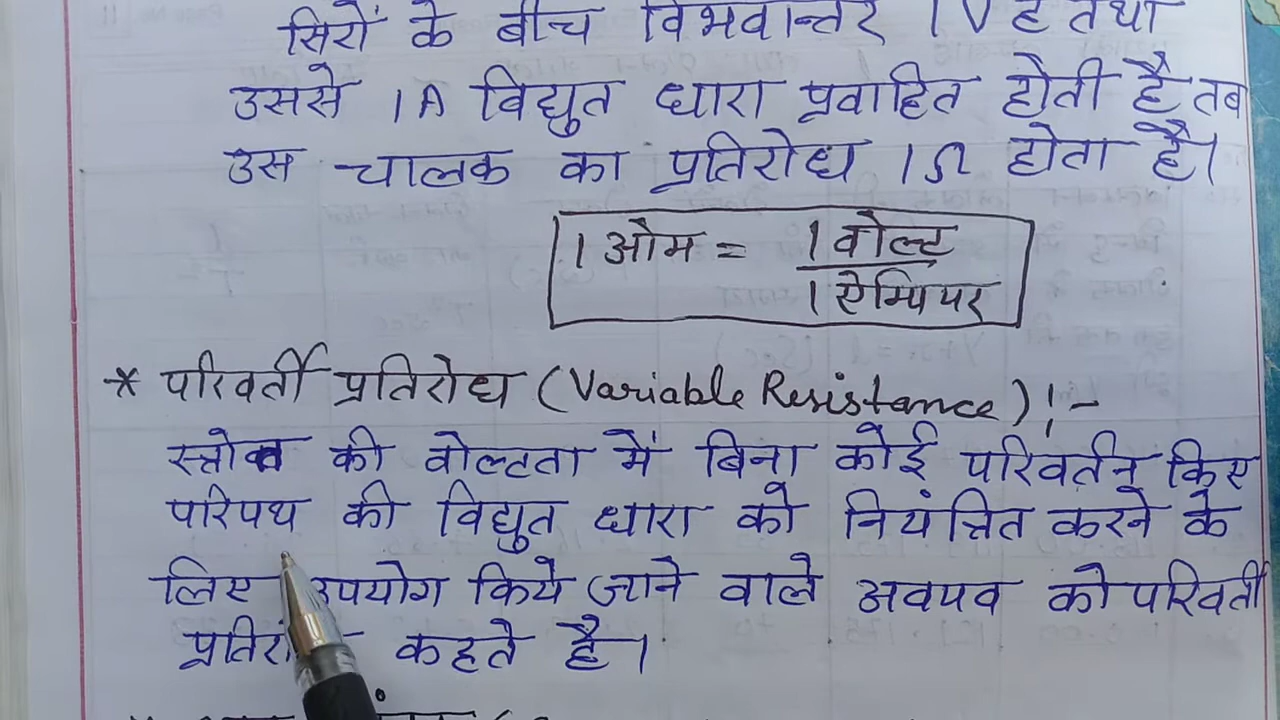 सिरों के बीच विभवान्तर 1V है तथा
उससे 1A विद्युत धारा प्रवाहित होती है तब
उस चालक का प्रतिरोध 1Ω होता है।
1 ओम = 1 वोल्ट
1 ऐम्पियर
* परिवर्ती प्रतिरोध (Variable Resistance) :-
स्त्रोत की वोल्टता में बिना कोई परिवर्तन किए
परिपथ की विद्युत धारा को नियंत्रित करने के
लिए उपयोग किये जाने वाले अवयव को परिवर्ती
कहते है।